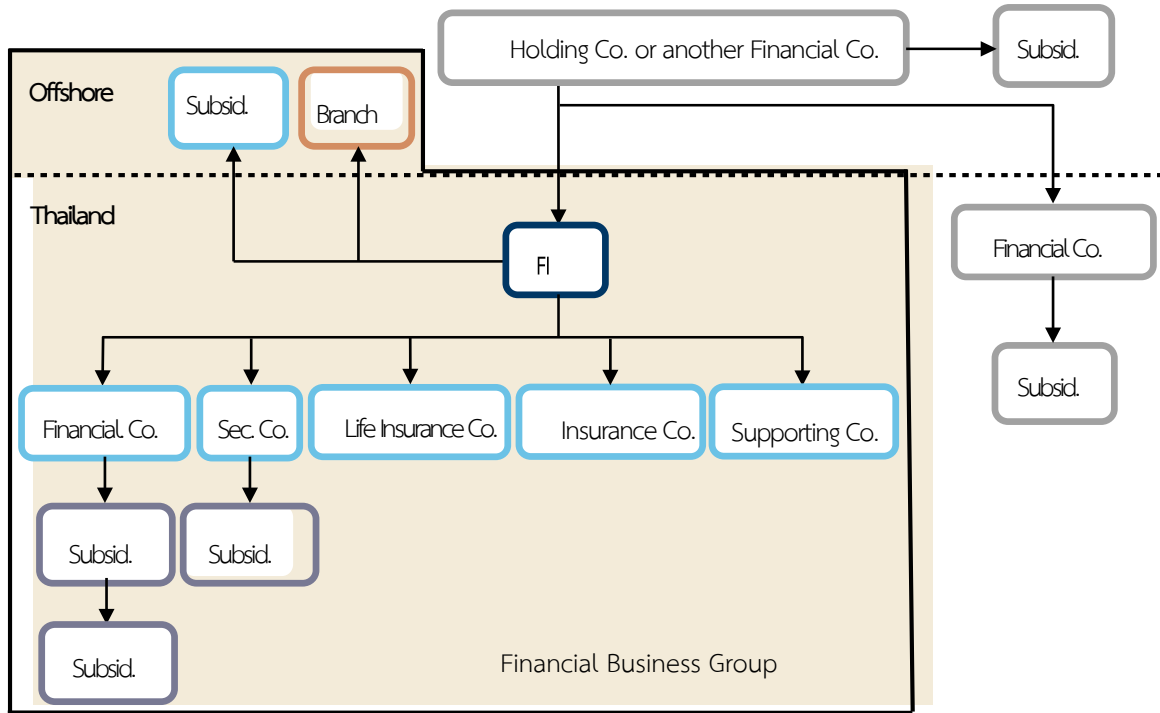 Holding Co. or another Financial Co.
Subsid.
Offshore
Subsid.
Branch
Thailand
FI
Financial Co.
Subsid.
Financial. Co.
Sec. Co.
Life Insurance Co.
Insurance Co.
Supporting Co.
Subsid.
Subsid.
Subsid.
Financial Business Group